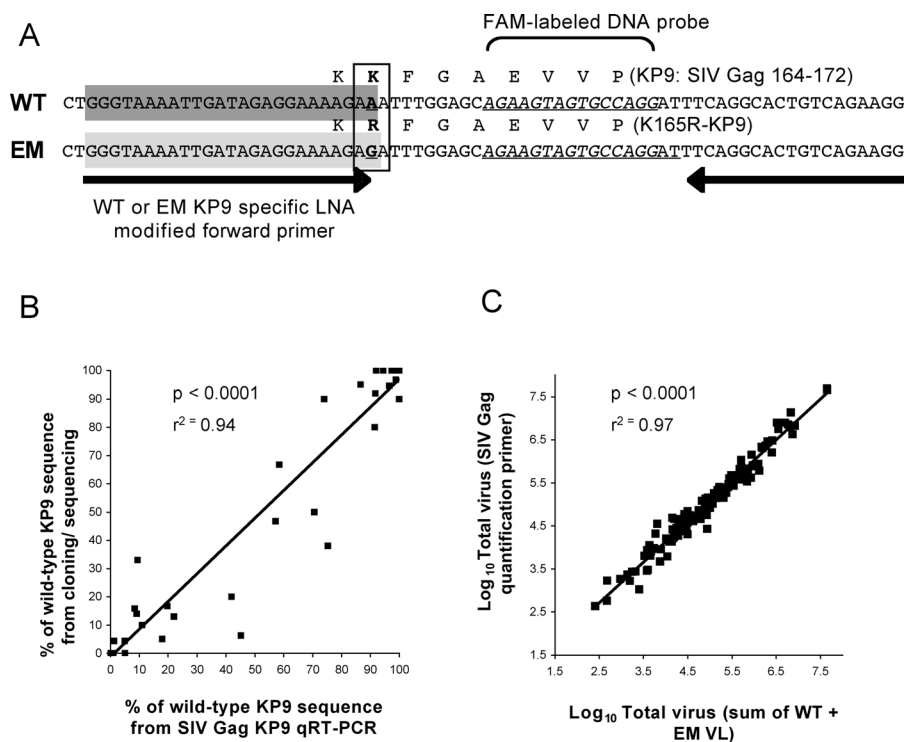 A
FAM-labeled DNA probe
K K F G A E V V P (KP9: SIV Gag 164-172)
WT CTGGGTAAAATTGATAGAGGAAAAGAAATTTGGAGCAGAAGTAGTGCCAGGATTTCAGGCACTGTCAGAAGG
K R F G A E V V P (K165R-KP9)
EM CTGGGTAAAATTGATAGAGGAAAAGAGATTTGGAGCAGAAGTAGTGCCAGGATTTCAGGCACTGTCAGAAGG
WT or EM KP9 specific LNA
modified forward primer
B
p < 0.0001
r² = 0.94
% of wild-type KP9 sequence
from cloning/ sequencing
100
90
80
70
60
50
40
30
20
10
0
0 10 20 30 40 50 60 70 80 90 100
% of wild-type KP9 sequence
from SIV Gag KP9 qRT-PCR
C
p < 0.0001
r² = 0.97
Log₁₀ Total virus (SIV Gag
quantification primer)
7.5
6.5
5.5
4.5
3.5
2.5
1.5
1.5 2.5 3.5 4.5 5.5 6.5 7.5
Log₁₀ Total virus (sum of WT +
EM VL)